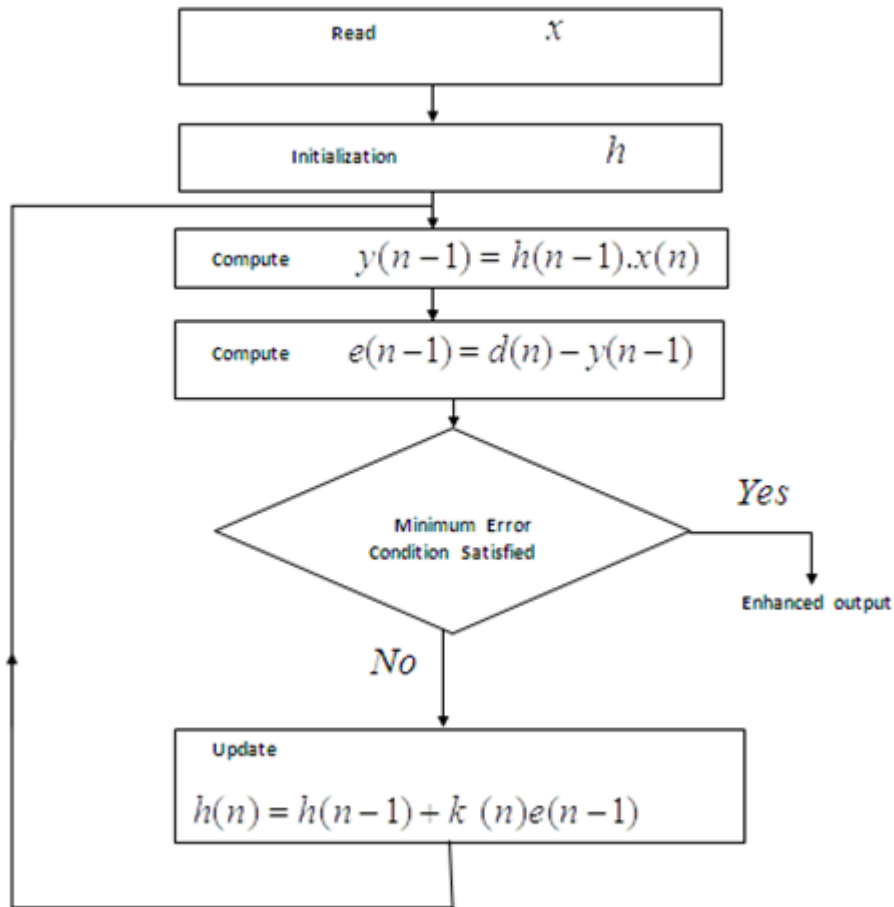 Read x
Initialization h
Compute y(n−1) = h(n−1).x(n)
Compute e(n−1) = d(n) − y(n−1)
Minimum Error
Condition Satisfied
Yes
Enhanced output
No
Update
h(n) = h(n−1) + k (n)e(n−1)